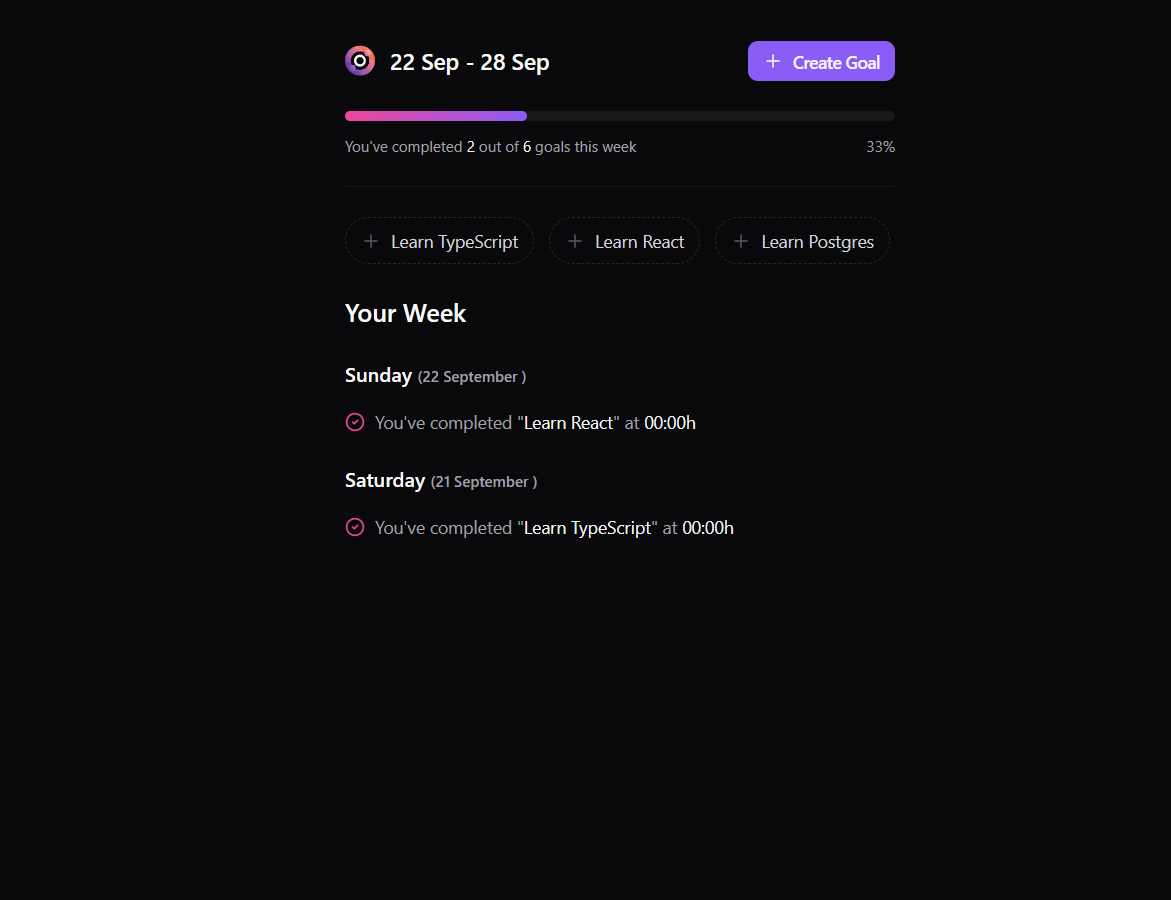 22 Sep - 28 Sep
Create Goal
You've completed 2 out of 6 goals this week
33%
Learn TypeScript
Learn React
Learn Postgres
Your Week
Sunday (22 September )
You've completed "Learn React" at 00:00h
Saturday (21 September )
You've completed "Learn TypeScript" at 00:00h